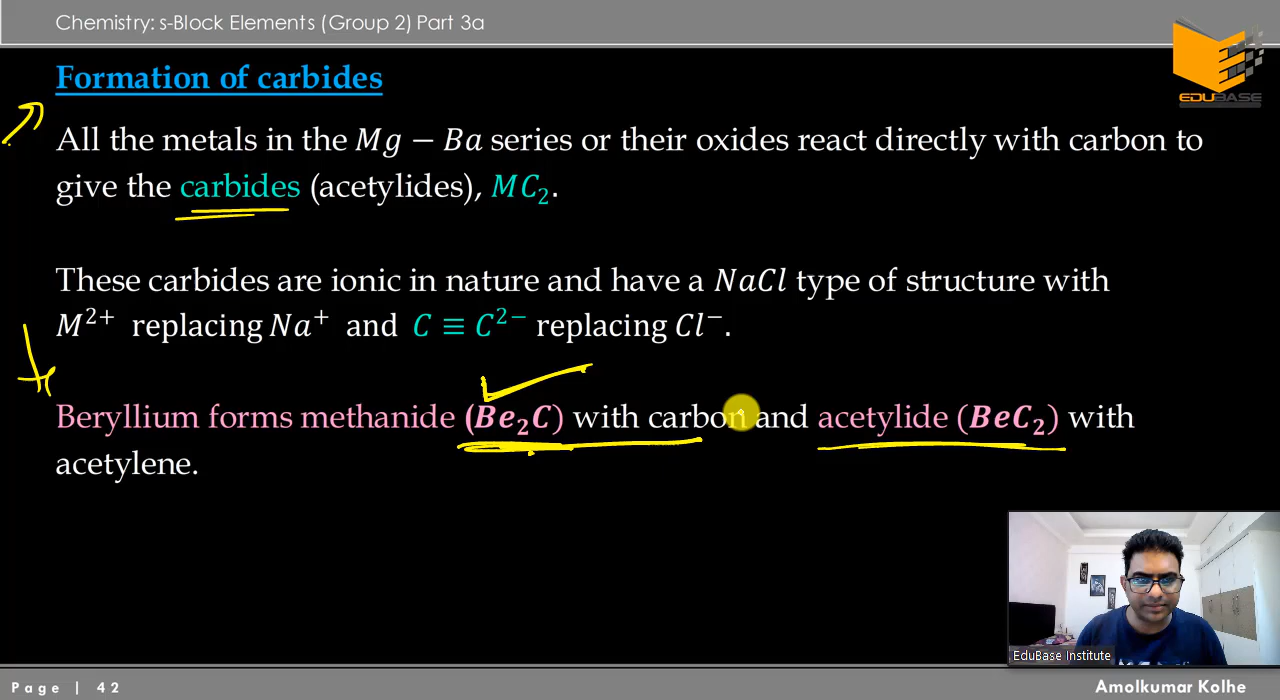 Chemistry: s-Block Elements (Group 2) Part 3a
EDUBASE
Formation of carbides
All the metals in the Mg − Ba series or their oxides react directly with carbon to
give the carbides (acetylides), MC₂.
These carbides are ionic in nature and have a NaCl type of structure with
M²⁺ replacing Na⁺ and C ≡ C²⁻ replacing Cl⁻.
Beryllium forms methanide (Be₂C) with carbon and acetylide (BeC₂) with
acetylene.
EduBase Institute
Page | 42
Amolkumar Kolhe